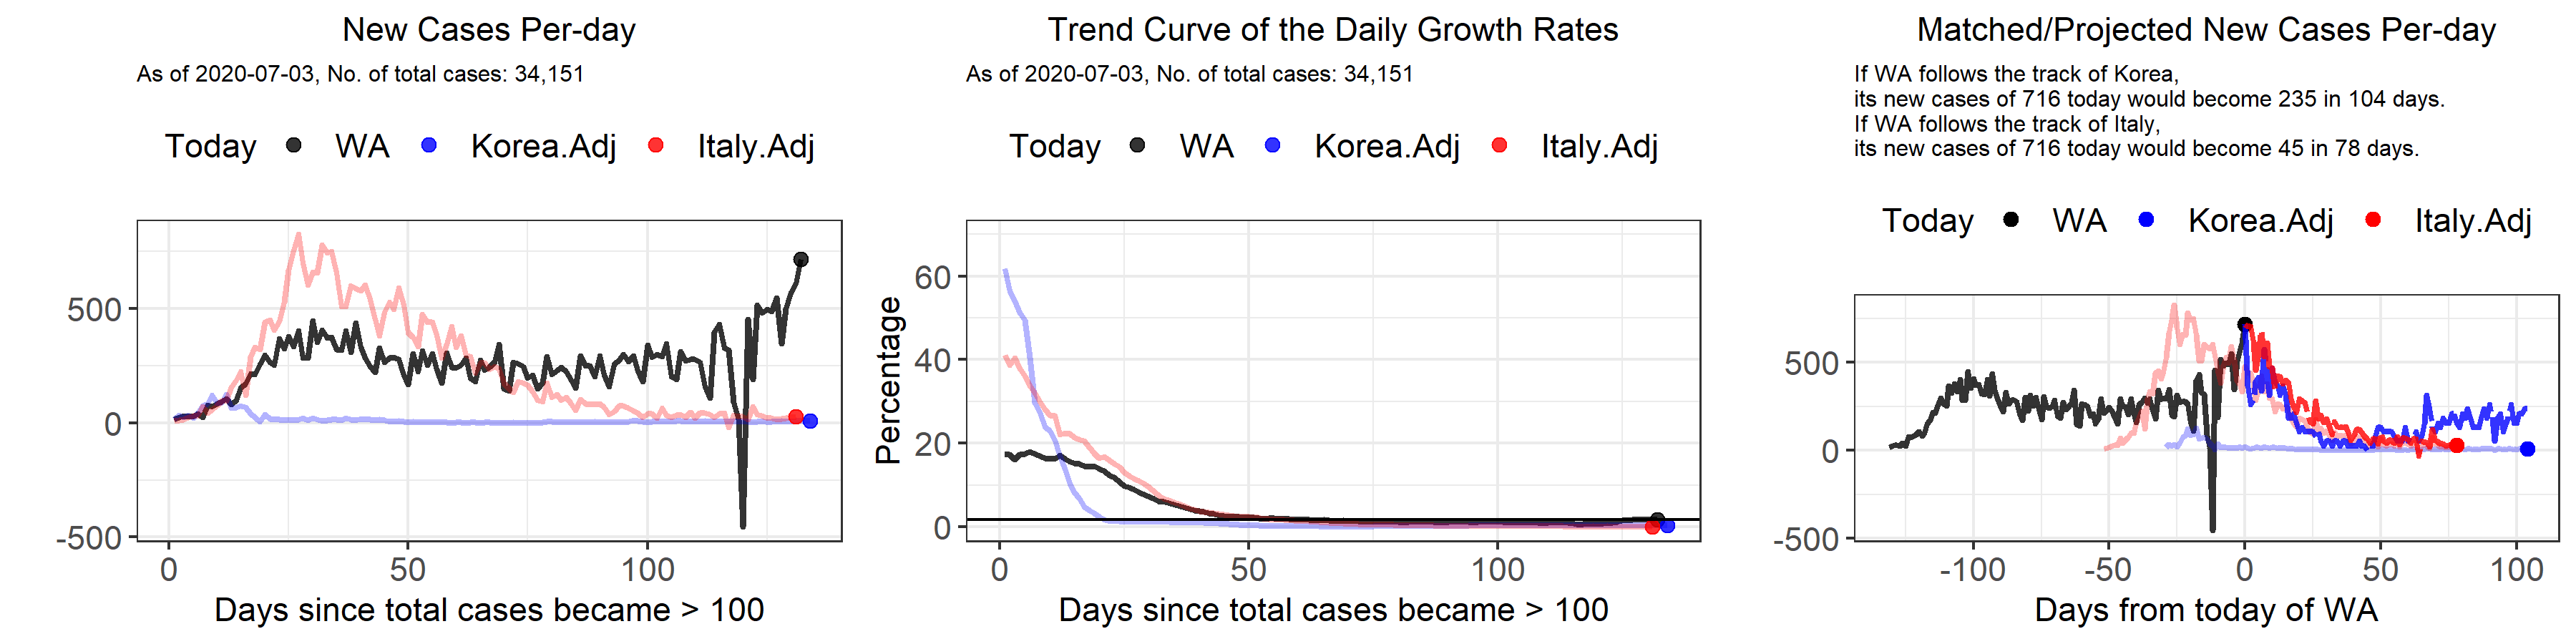 New Cases Per-day
As of 2020-07-03, No. of total cases: 34,151
Today WA Korea.Adj Italy.Adj
500
0
-500
0 50 100
Days since total cases became > 100
Trend Curve of the Daily Growth Rates
As of 2020-07-03, No. of total cases: 34,151
Today WA Korea.Adj Italy.Adj
Percentage
60
40
20
0
0 50 100
Days since total cases became > 100
Matched/Projected New Cases Per-day
If WA follows the track of Korea,
its new cases of 716 today would become 235 in 104 days.
If WA follows the track of Italy,
its new cases of 716 today would become 45 in 78 days.
Today WA Korea.Adj Italy.Adj
500
0
-500
-100 -50 0 50 100
Days from today of WA